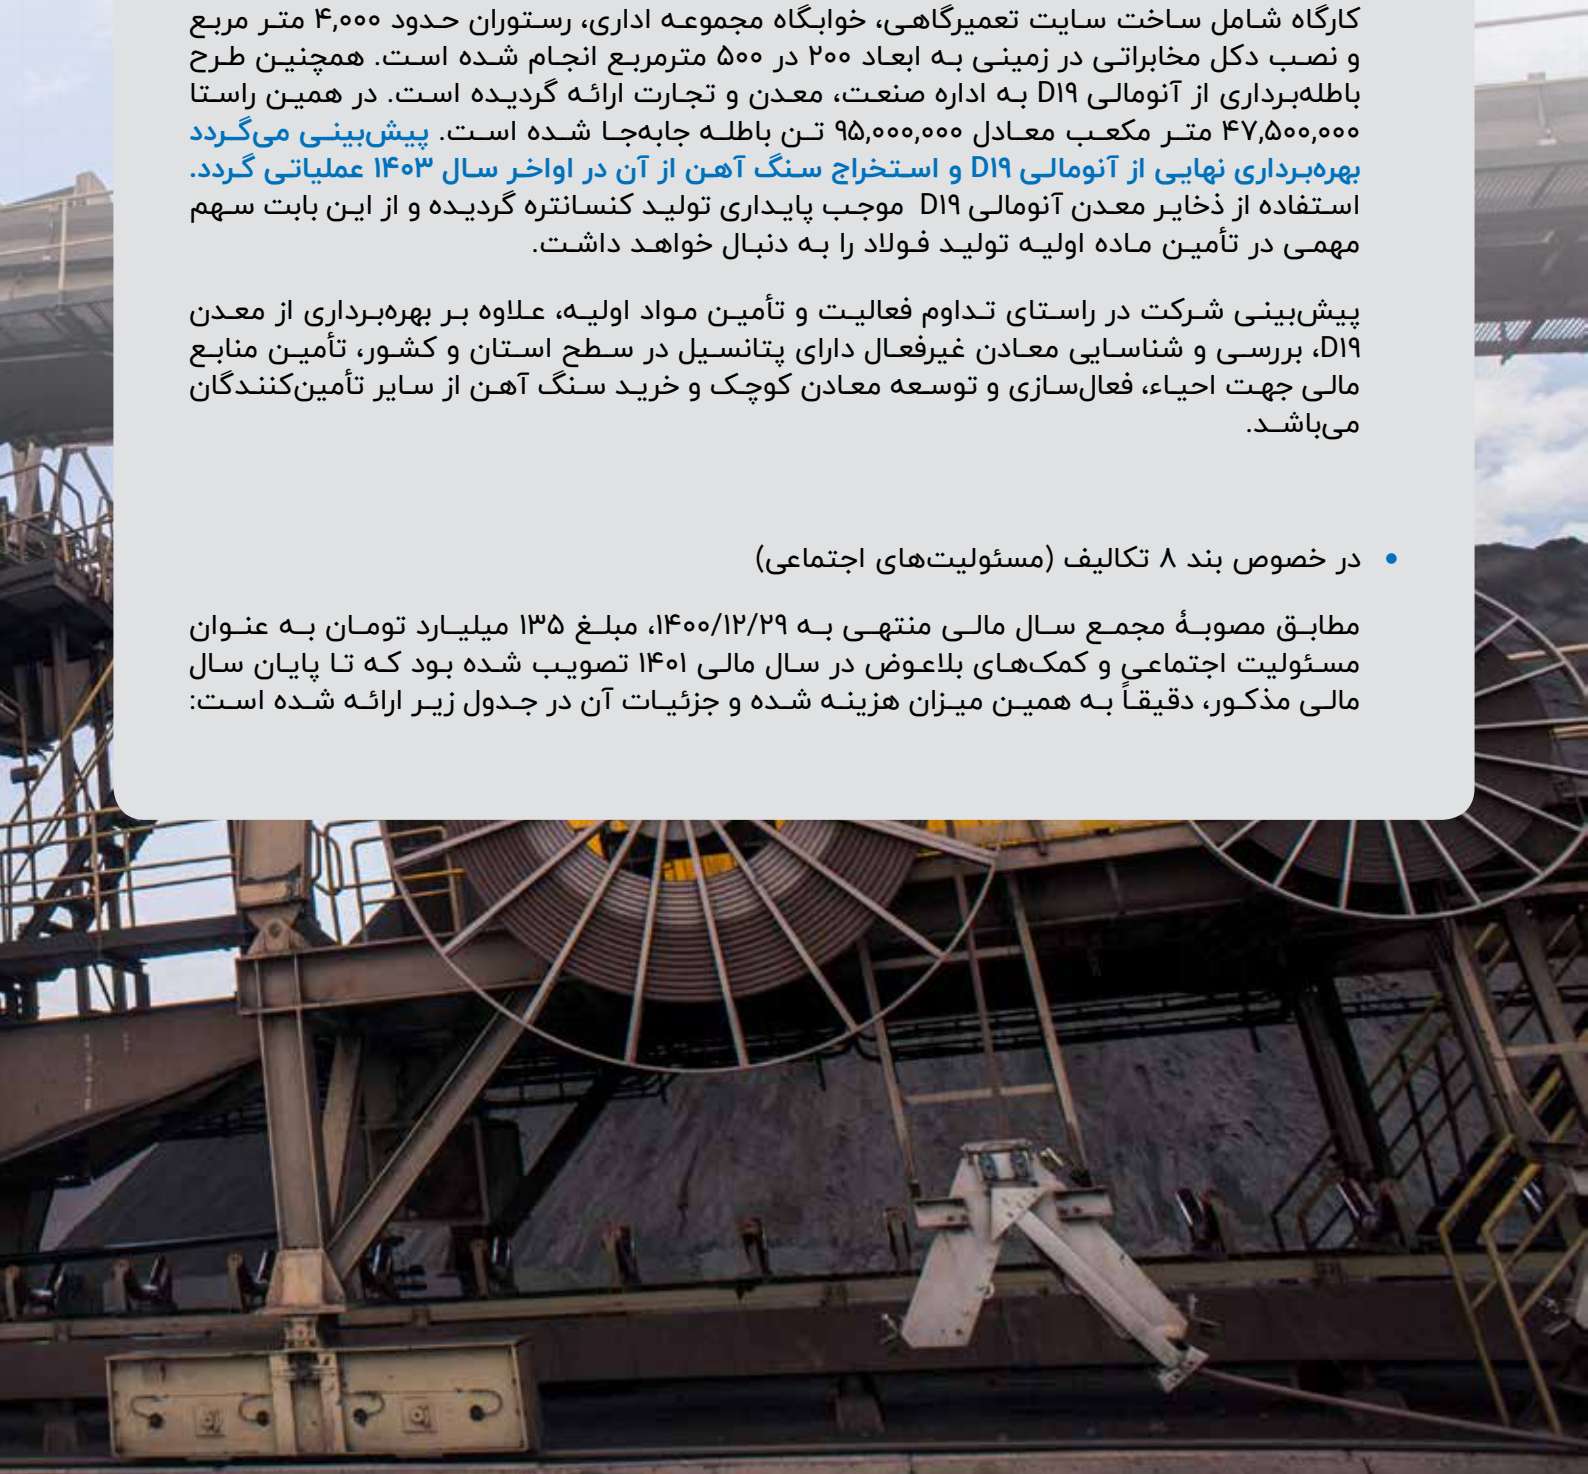 کارگاه شامل ساخت سایت تعمیرگاهی، خوابگاه مجموعه اداری، رستوران حدود ۴,۰۰۰ متر مربع
و نصب دکل مخابراتی در زمینی به ابعاد ۲۰۰ در ۵۰۰ مترمربع انجام شده است. همچنین طرح
باطله‌برداری از آنومالی D۱۹ به اداره صنعت، معدن و تجارت ارائه گردیده است. در همین راستا
۴۷,۵۰۰,۰۰۰ متر مکعب معادل ۹۵,۰۰۰,۰۰۰ تن باطله جابه‌جا شده است. پیش‌بینی می‌گردد
بهره‌برداری نهایی از آنومالی D۱۹ و استخراج سنگ آهن از آن در اواخر سال ۱۴۰۳ عملیاتی گردد.
استفاده از ذخایر معدن آنومالی D۱۹ موجب پایداری تولید کنسانتره گردیده و از این بابت سهم
مهمی در تأمین ماده اولیه تولید فولاد را به دنبال خواهد داشت.
پیش‌بینی شرکت در راستای تداوم فعالیت و تأمین مواد اولیه، علاوه بر بهره‌برداری از معدن
D۱۹، بررسی و شناسایی معادن غیرفعال دارای پتانسیل در سطح استان و کشور، تأمین منابع
مالی جهت احیاء، فعال‌سازی و توسعه معادن کوچک و خرید سنگ آهن از سایر تأمین‌کنندگان
می‌باشد.
• در خصوص بند ۸ تکالیف (مسئولیت‌های اجتماعی)
مطابق مصوبهٔ مجمع سال مالی منتهی به ۱۴۰۰/۱۲/۲۹، مبلغ ۱۳۵ میلیارد تومان به عنوان
مسئولیت اجتماعی و کمک‌های بلاعوض در سال مالی ۱۴۰۱ تصویب شده بود که تا پایان سال
مالی مذکور، دقیقاً به همین میزان هزینه شده و جزئیات آن در جدول زیر ارائه شده است: